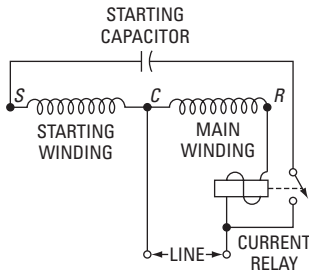 STARTING
CAPACITOR
S C R
STARTING
WINDING
MAIN
WINDING
LINE
CURRENT
RELAY